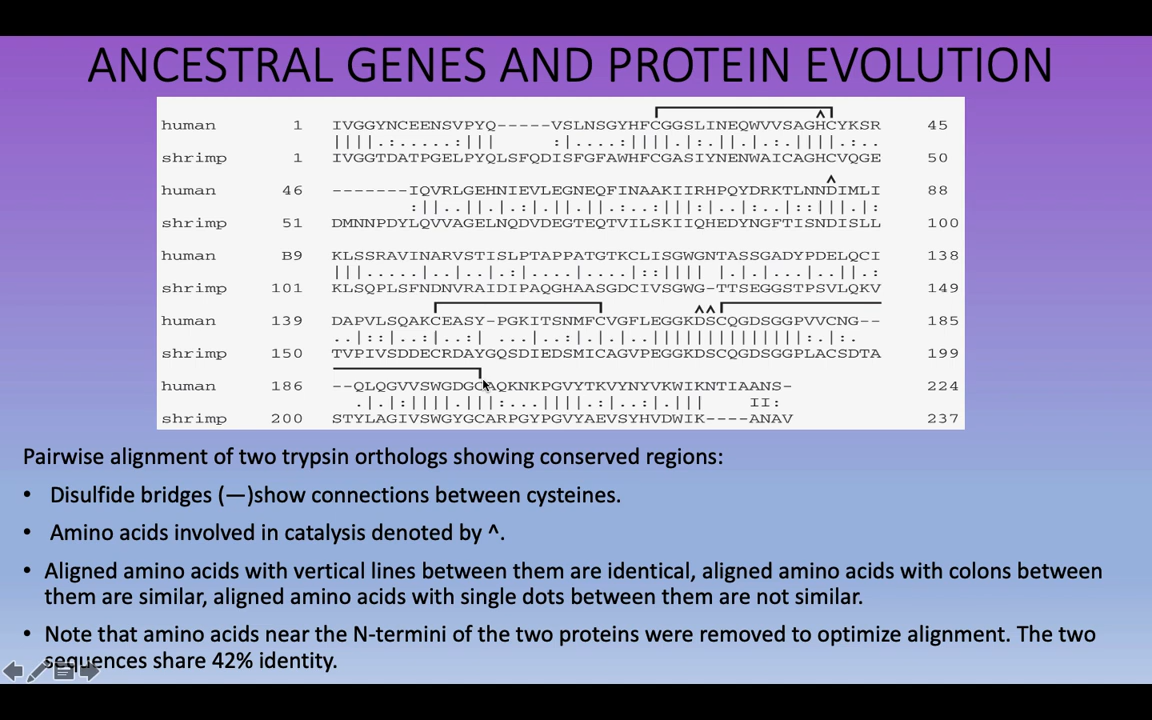 ANCESTRAL GENES AND PROTEIN EVOLUTION
human 1 IVGGYNCEENSVPYQ-----VSLNSGYHFCGGSLINEQWVVSAGHCYKSR 45
shrimp 1 IVGGTDATPGELPYQLSFQDISFGFAWHFCGASIYNENWAICAGHCVQGE 50
human 46 -------IQVRLGEHNIEVLEGNEQFINAAKIIRHPQYDRKTLNNDIMLI 88
shrimp 51 DMNNPDYLQVVAGELNQDVDEGTEQTVILSKIIQHEDYNGFTISNDISLL 100
human B9 KLSSRAVINARVSTISLPTAPPATGTKCLISGWGNTASSGADYPDELQCI 138
shrimp 101 KLSQPLSFNDNVRAIDIPAQGHAASGDCIVSGWG-TTSEGGSTPSVLQKV 149
human 139 DAPVLSQAKCEASY-PGKITSNMFCVGFLEGGKDSCQGDSGGPVVCNG-- 185
shrimp 150 TVPIVSDDECRDAYGQSDIEDSMICAGVPEGGKDSCQGDSGGPLACSDTA 199
human 186 --QLQGVVSWGDGCAQKNKPGVYTKVYNYVKWIKNTIAANS- 224
shrimp 200 STYLAGIVSWGYGCARPGYPGVYAEVSYHVDWIK----ANAV 237
Pairwise alignment of two trypsin orthologs showing conserved regions:
• Disulfide bridges (—)show connections between cysteines.
• Amino acids involved in catalysis denoted by ^.
• Aligned amino acids with vertical lines between them are identical, aligned amino acids with colons between
them are similar, aligned amino acids with single dots between them are not similar.
• Note that amino acids near the N-termini of the two proteins were removed to optimize alignment. The two
sequences share 42% identity.